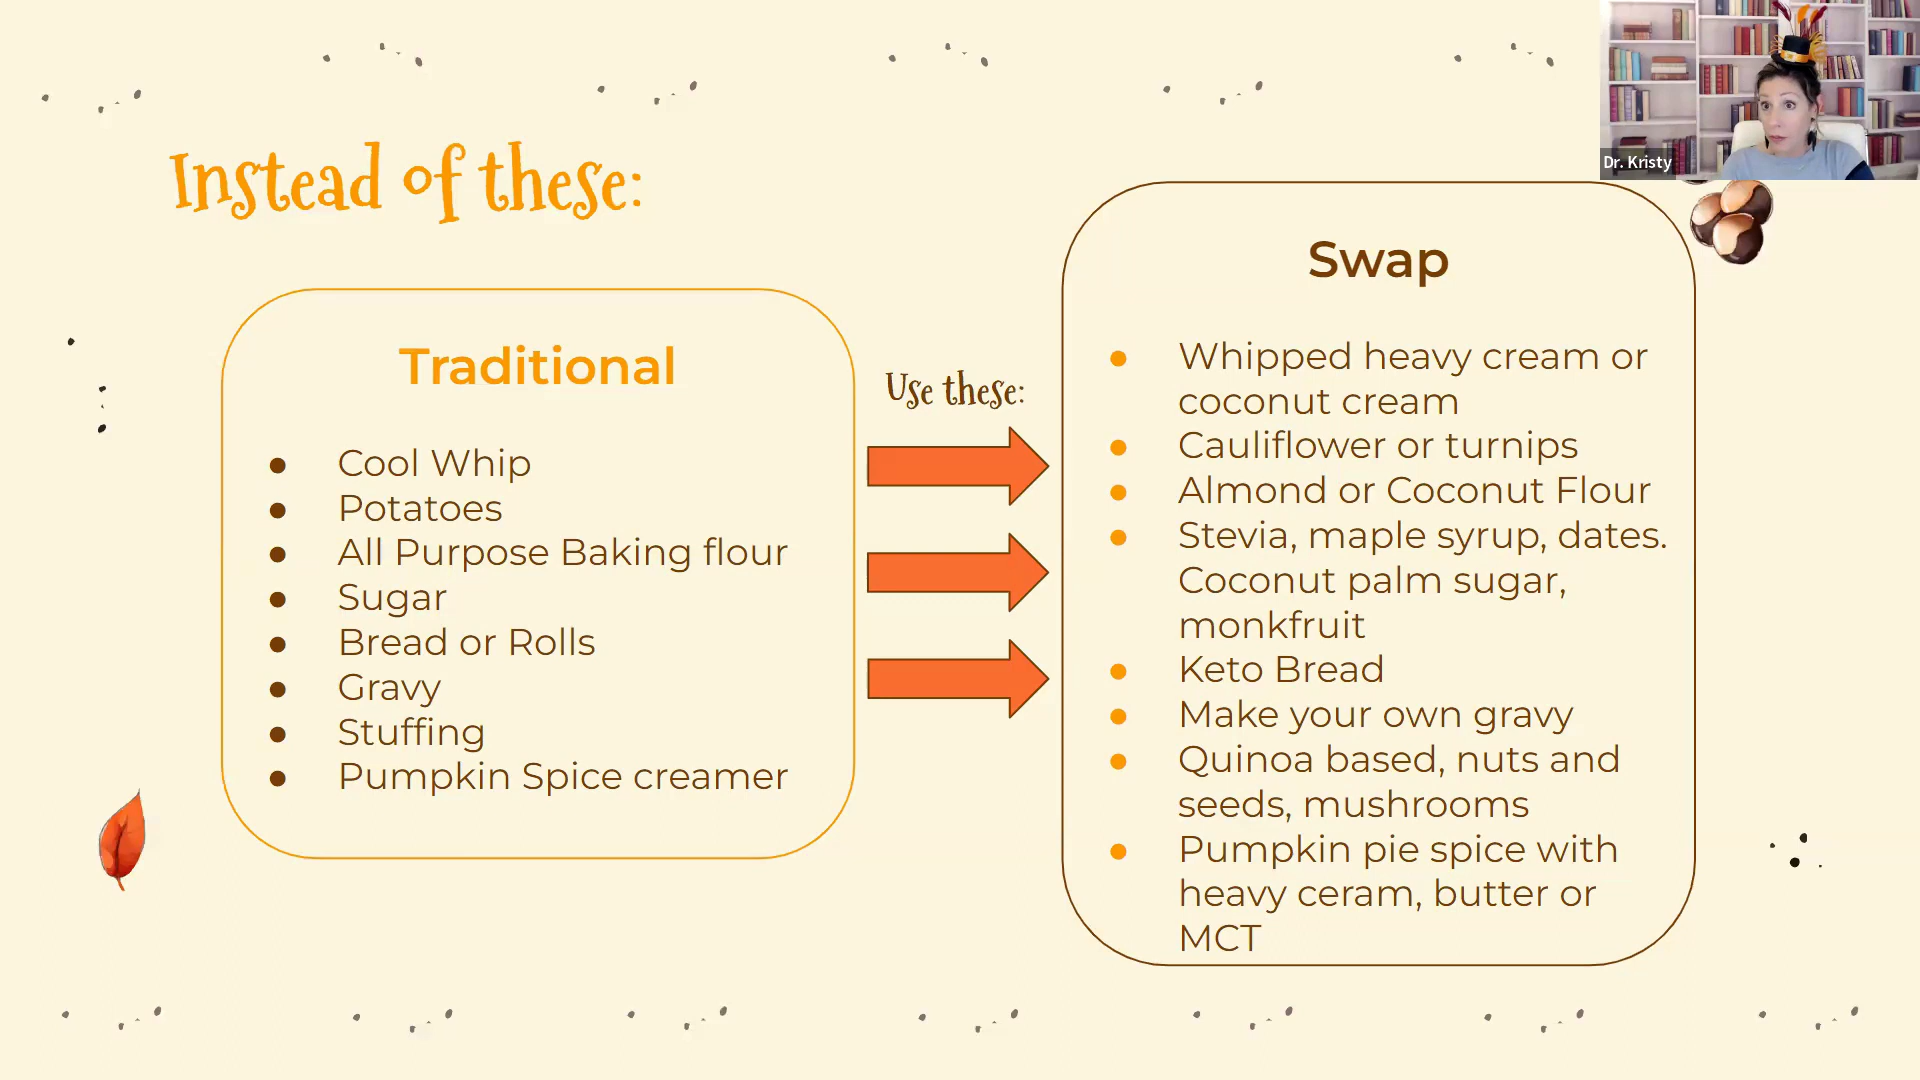 Dr. Kristy
Instead of these:
Traditional
Cool Whip
Potatoes
All Purpose Baking flour
Sugar
Bread or Rolls
Gravy
Stuffing
Pumpkin Spice creamer
Use these:
Swap
Whipped heavy cream or
coconut cream
Cauliflower or turnips
Almond or Coconut Flour
Stevia, maple syrup, dates.
Coconut palm sugar,
monkfruit
Keto Bread
Make your own gravy
Quinoa based, nuts and
seeds, mushrooms
Pumpkin pie spice with
heavy ceram, butter or
MCT